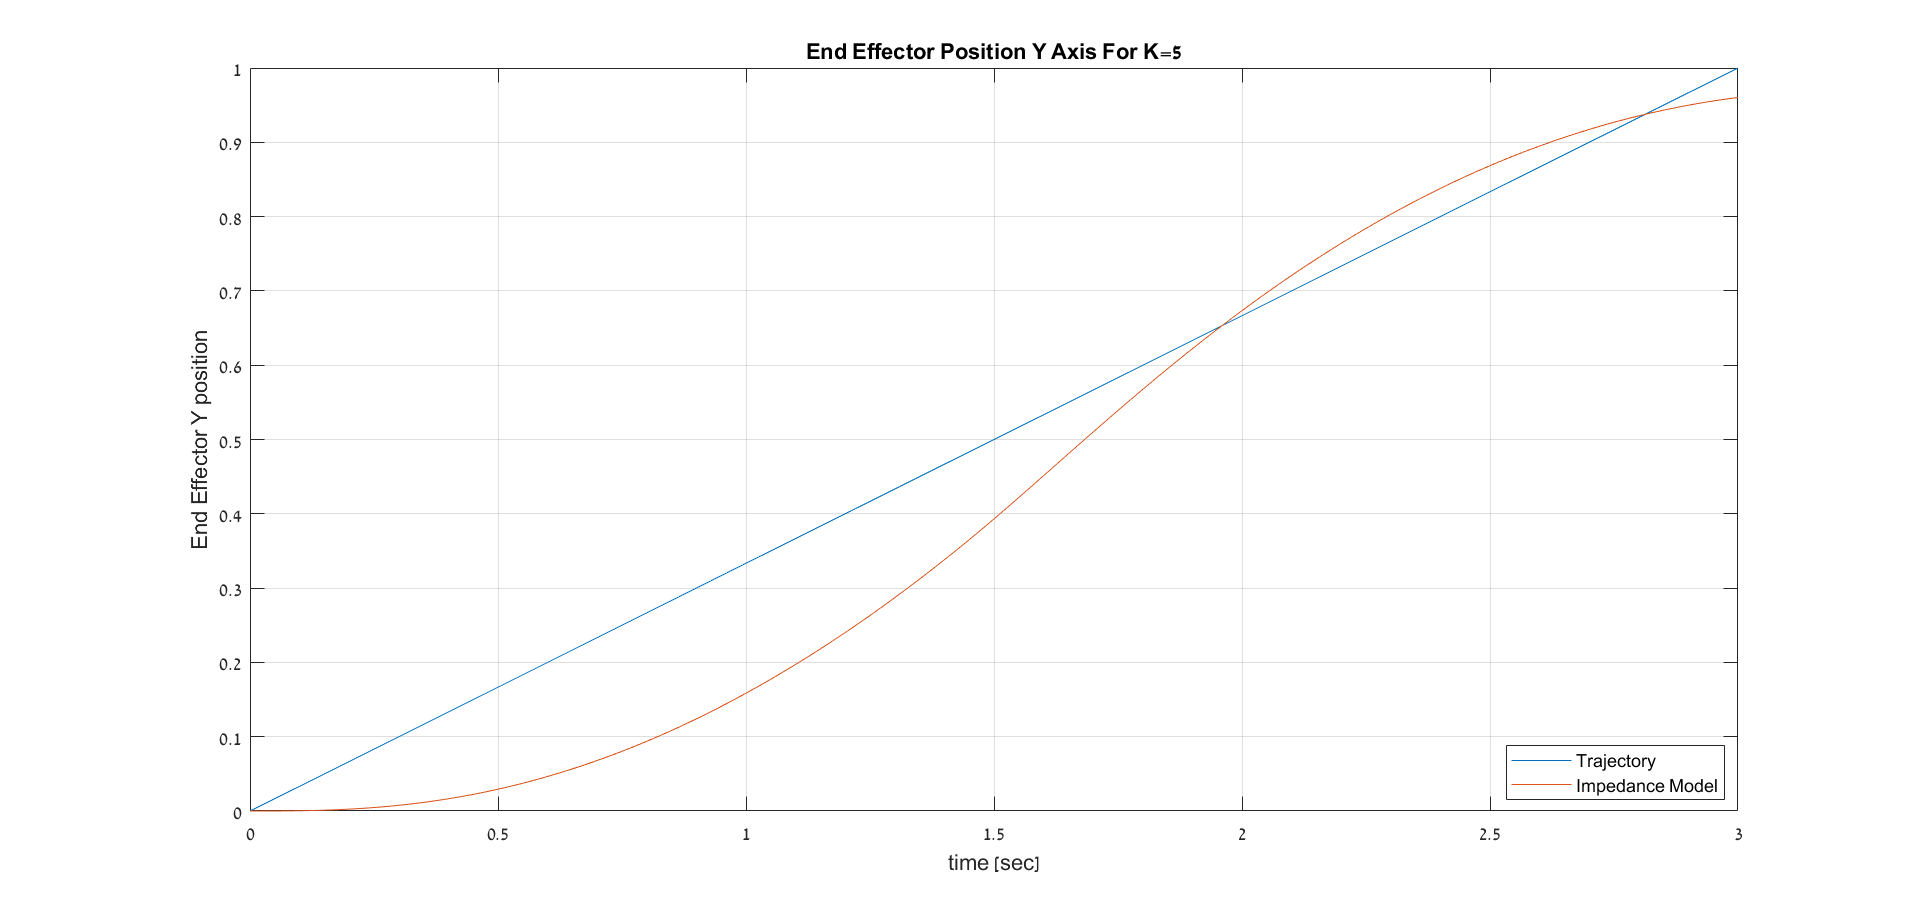 End Effector Position Y Axis For K=5
End Effector Y position
1
0.9
0.8
0.7
0.6
0.5
0.4
0.3
0.2
0.1
0
0 0.5 1 1.5 2 2.5 3
time [sec]
Trajectory
Impedance Model